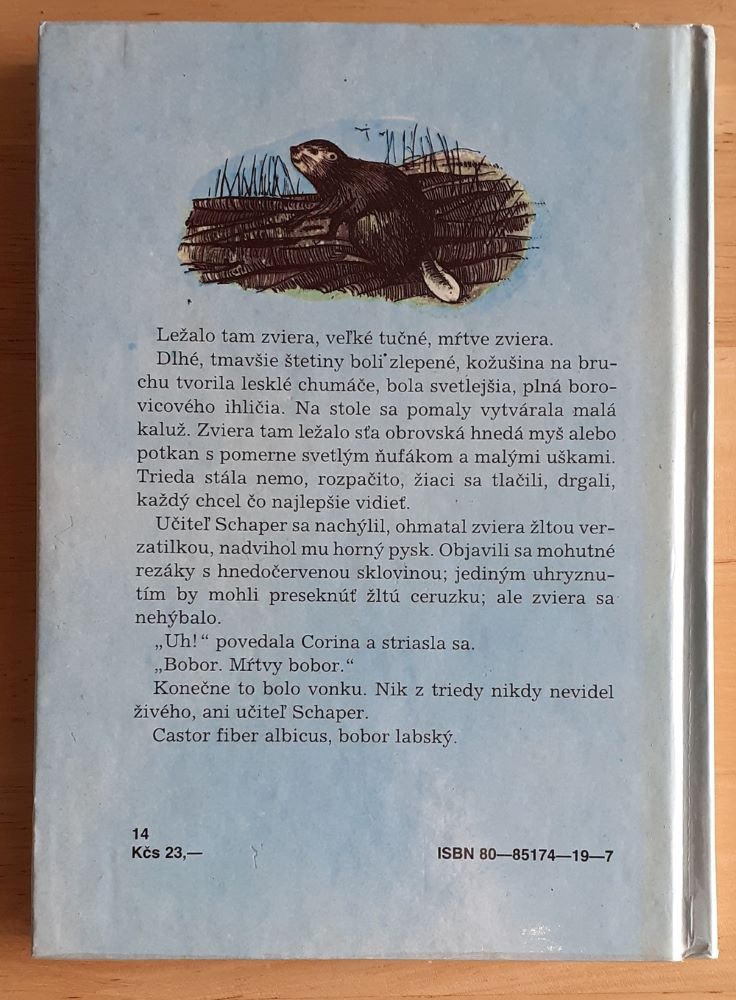 Ležalo tam zviera, veľké tučné, mŕtve zviera.
Dlhé, tmavšie štetiny boli zlepené, kožušina na bru-
chu tvorila lesklé chumáče, bola svetlejšia, plná boro-
vicového ihličia. Na stole sa pomaly vytvárala malá
kaluž. Zviera tam ležalo sťa obrovská hnedá myš alebo
potkan s pomerne svetlým ňufákom a malými uškami.
Trieda stála nemo, rozpačito, žiaci sa tlačili, drgali,
každý chcel čo najlepšie vidieť.
Učiteľ Schaper sa nachýlil, ohmatal zviera žltou ver-
zatilkou, nadvihol mu horný pysk. Objavili sa mohutné
rezáky s hnedočervenou sklovinou; jediným uhryznu-
tím by mohli preseknúť žltú ceruzku; ale zviera sa
nehýbalo.
„Uh!“ povedala Corina a striasla sa.
„Bobor. Mŕtvy bobor.“
Konečne to bolo vonku. Nik z triedy nikdy nevidel
živého, ani učiteľ Schaper.
Castor fiber albicus, bobor labský.
14
Kčs 23,—
ISBN 80—85174—19—7